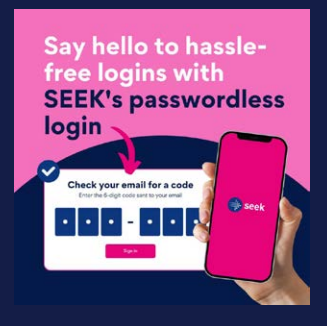 Say hello to hassle-
free logins with
SEEK's passwordless
login
Check your email for a code
Enter the 6-digit code sent to your email
-
Sign in
seek